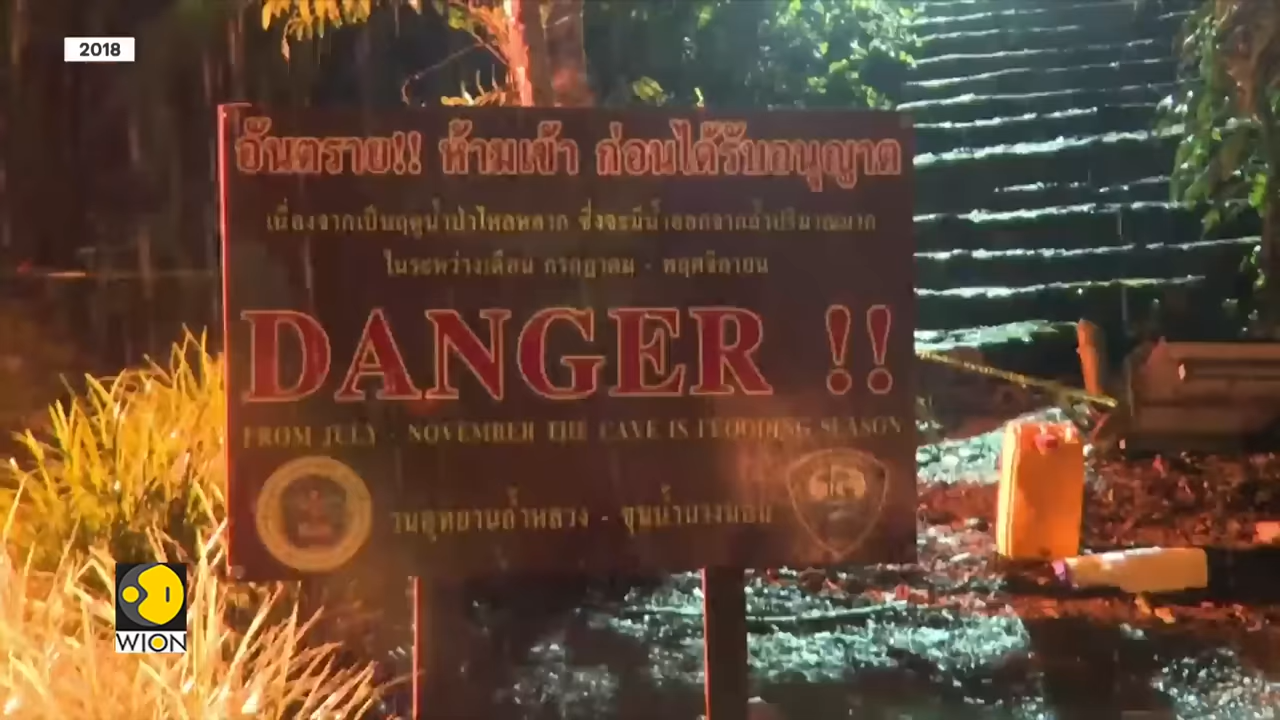 2018
อันตราย!! ห้ามเข้า ก่อนได้รับอนุญาต
เนื่องจากเป็นฤดูน้ำป่าไหลหลาก ซึ่งจะมีน้ำออกจากถ้ำปริมาณมาก
ในระหว่างเดือน กรกฎาคม - พฤศจิกายน
DANGER !!
FROM JULY - NOVEMBER THE CAVE IS FLOODING SEASON
วนอุทยานถ้ำหลวง - ขุนน้ำนางนอน
WION